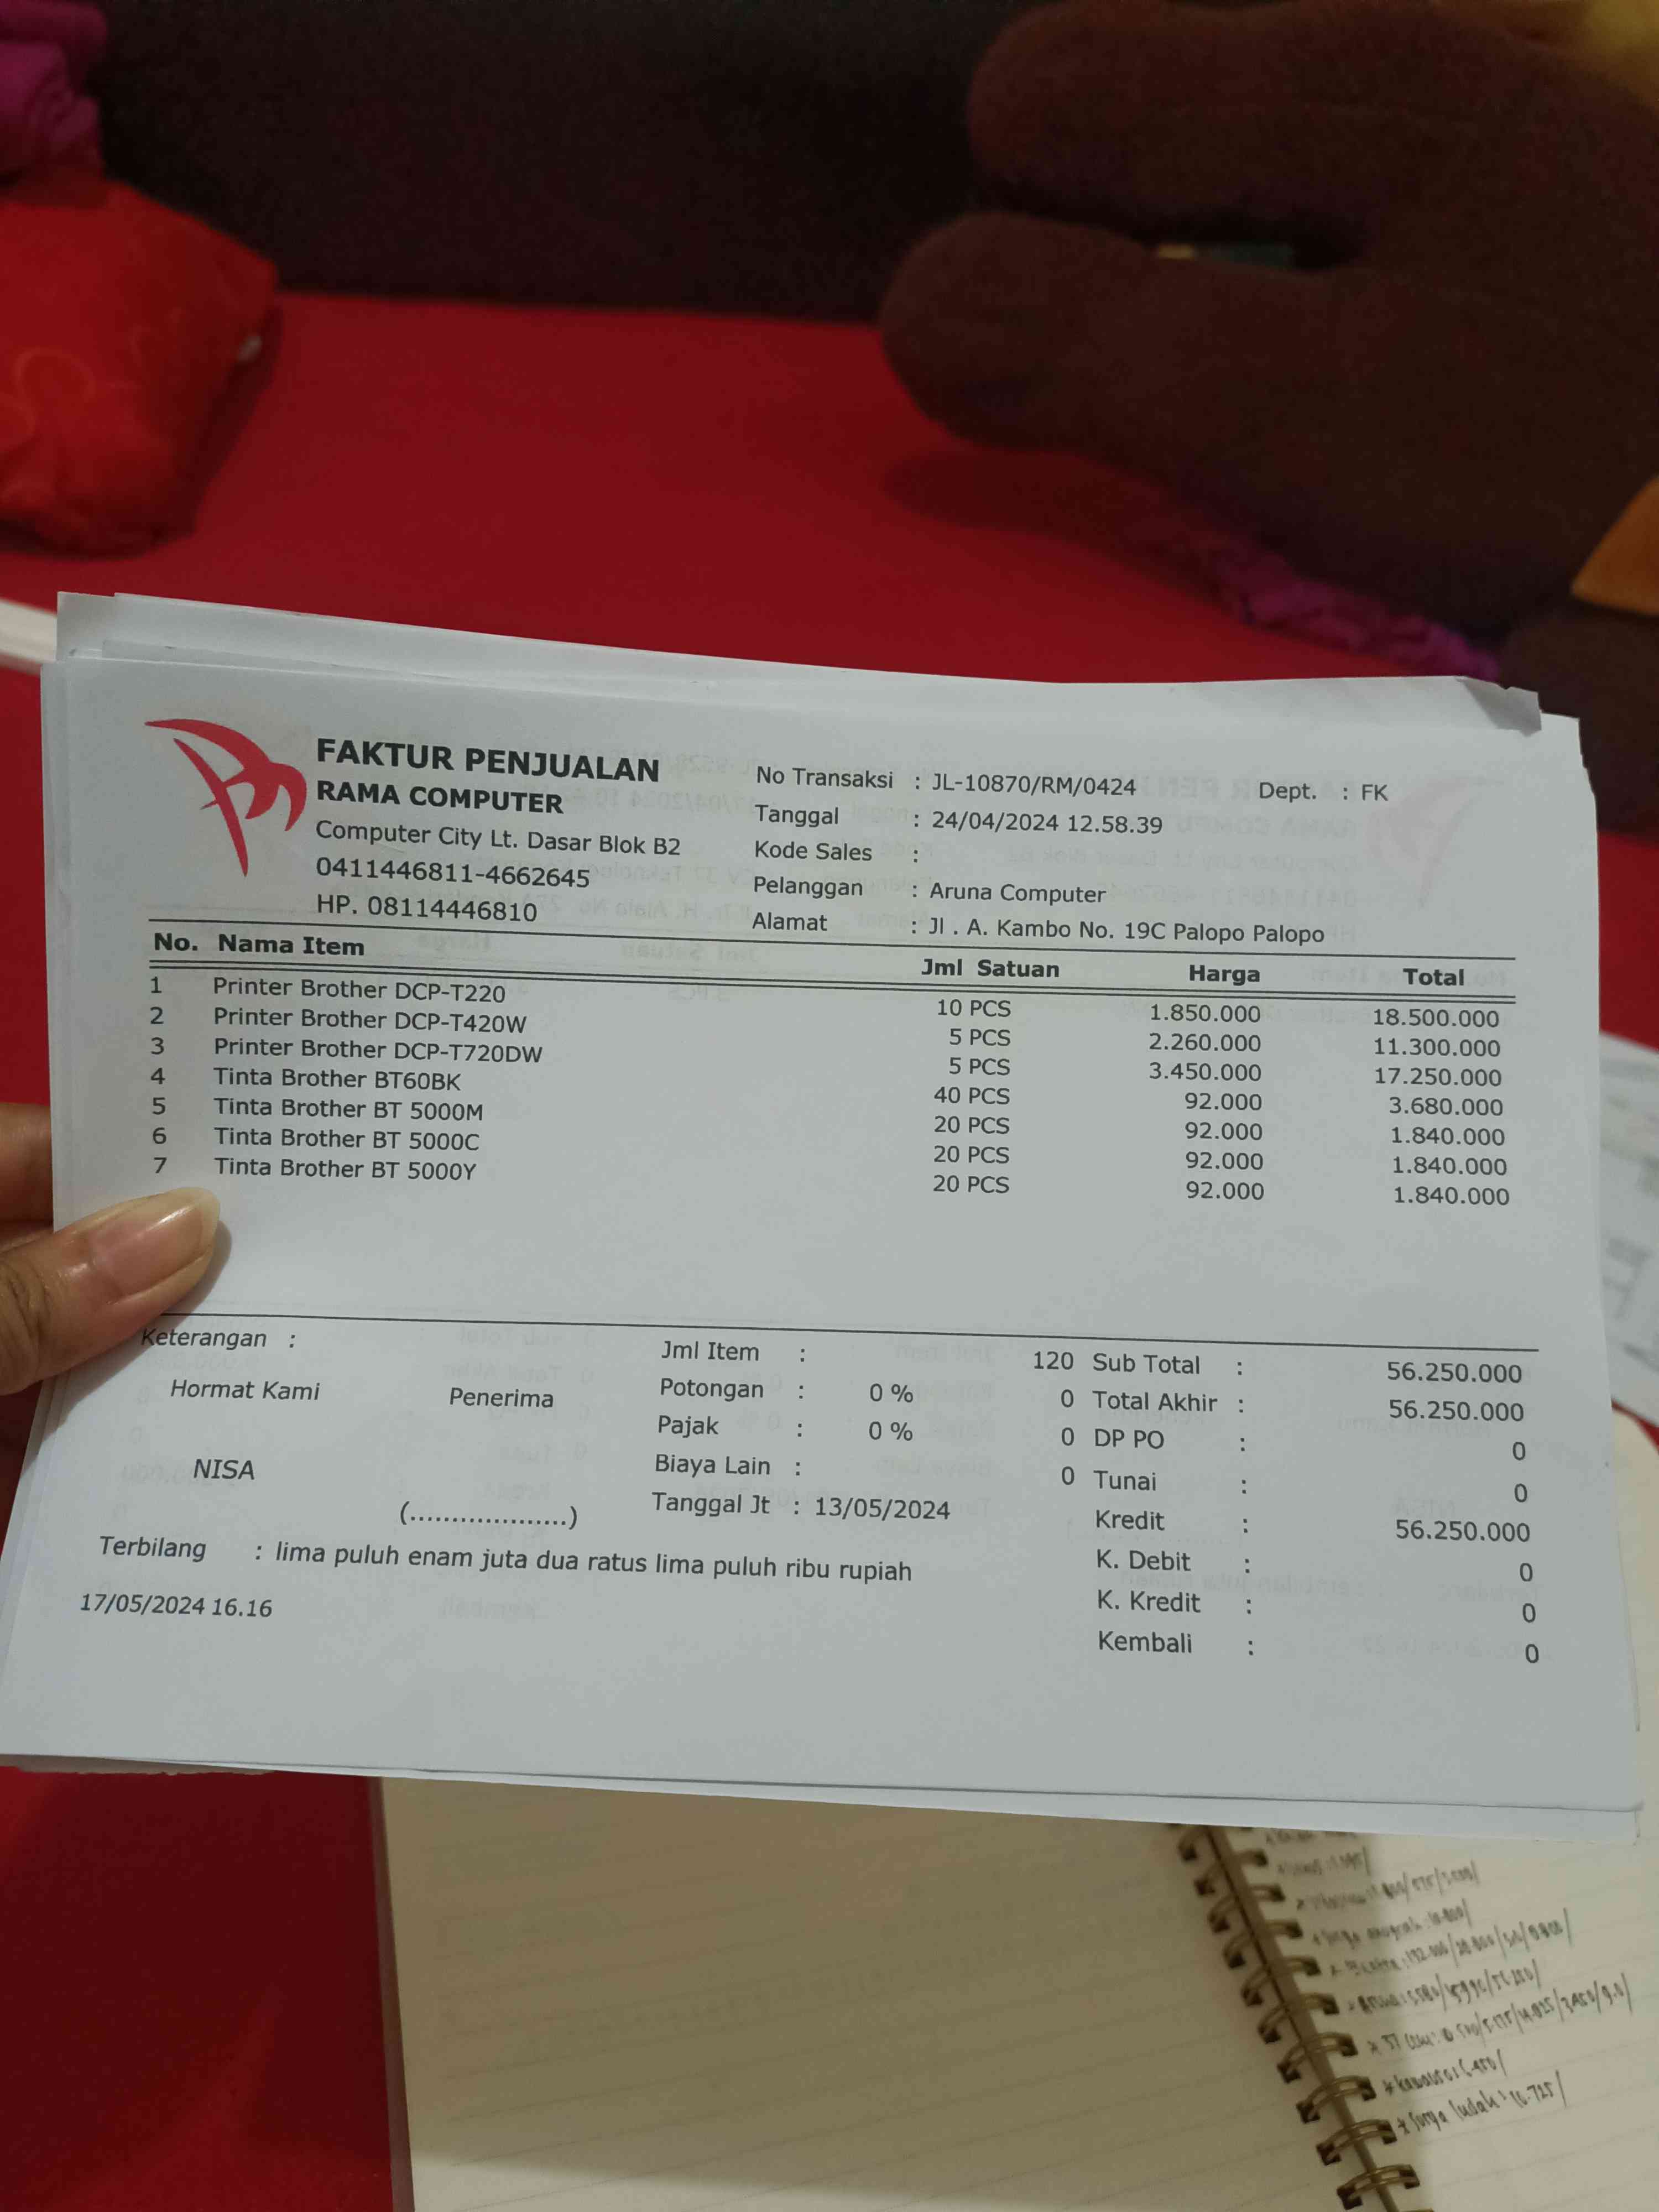 FAKTUR PENJUALAN
RAMA COMPUTER
Computer City Lt. Dasar Blok B2
0411446811-4662645
HP. 08114446810
No Transaksi : JL-10870/RM/0424 Dept. : FK
Tanggal : 24/04/2024 12.58.39
Kode Sales :
Pelanggan : Aruna Computer
Alamat : Jl . A. Kambo No. 19C Palopo Palopo
No. Nama Item Jml Satuan Harga Total
1 Printer Brother DCP-T220 10 PCS 1.850.000 18.500.000
2 Printer Brother DCP-T420W 5 PCS 2.260.000 11.300.000
3 Printer Brother DCP-T720DW 5 PCS 3.450.000 17.250.000
4 Tinta Brother BT60BK 40 PCS 92.000 3.680.000
5 Tinta Brother BT 5000M 20 PCS 92.000 1.840.000
6 Tinta Brother BT 5000C 20 PCS 92.000 1.840.000
7 Tinta Brother BT 5000Y 20 PCS 92.000 1.840.000
Keterangan :
Hormat Kami Penerima
NISA
(...................)
Jml Item : 120
Potongan : 0 % 0
Pajak : 0 % 0
Biaya Lain : 0
Tanggal Jt : 13/05/2024
Sub Total : 56.250.000
Total Akhir : 56.250.000
DP PO : 0
Tunai : 0
Kredit : 56.250.000
K. Debit : 0
K. Kredit : 0
Kembali : 0
Terbilang : lima puluh enam juta dua ratus lima puluh ribu rupiah
17/05/2024 16.16